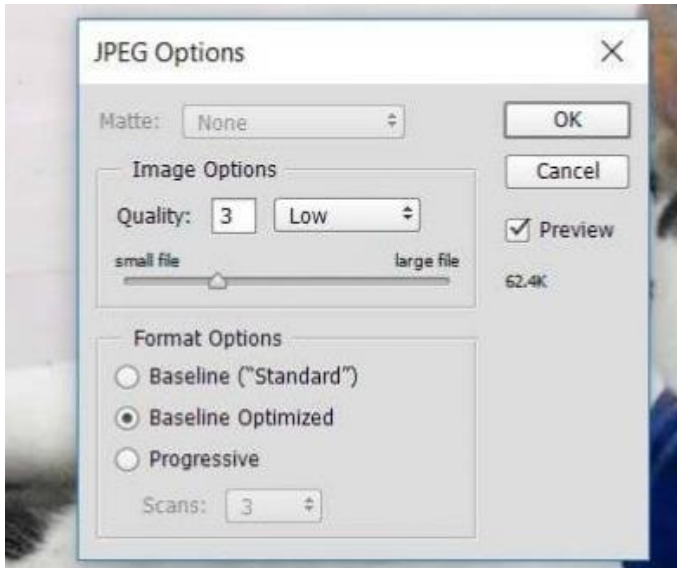 JPEG Options
Matte: None
OK
Image Options
Cancel
Quality: 3 Low
Preview
small file large file
62.4K
Format Options
Baseline ("Standard")
Baseline Optimized
Progressive
Scans: 3